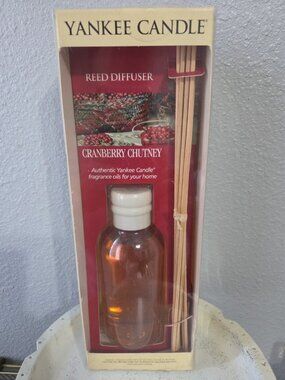 YANKEE CANDLE®
REED DIFFUSER
CRANBERRY CHUTNEY
Authentic Yankee Candle®
fragrance oils for your home